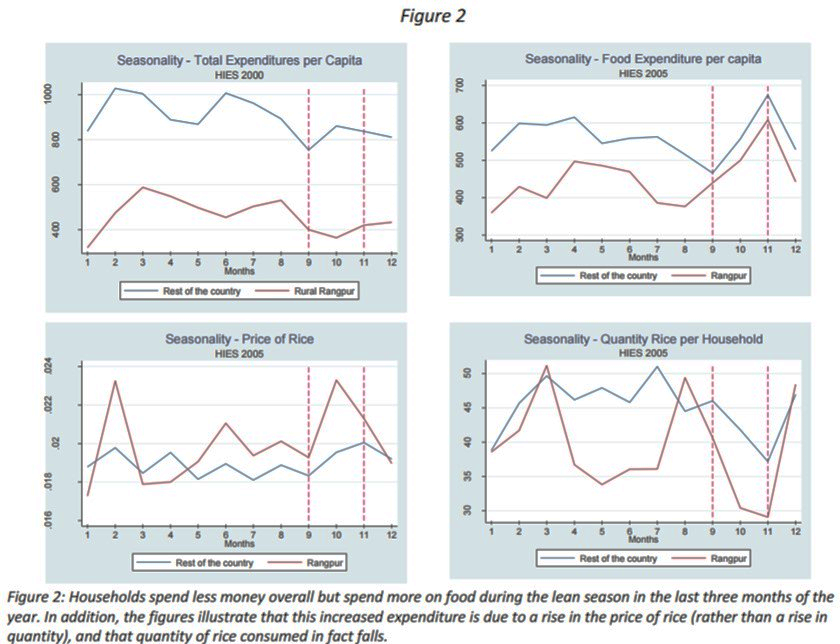 Figure 2
Seasonality - Total Expenditures per Capita
HIES 2000
1000
800
600
400
1 2 3 4 5 6 7 8 9 10 11 12
Months
Rest of the country Rural Rangpur
Seasonality - Food Expenditure per capita
HIES 2005
700
600
500
400
300
1 2 3 4 5 6 7 8 9 10 11 12
Months
Rest of the country Rangpur
Seasonality - Price of Rice
HIES 2005
.024
.022
.02
.018
.016
1 2 3 4 5 6 7 8 9 10 11 12
Months
Rest of the country Rangpur
Seasonality - Quantity Rice per Household
HIES 2005
50
45
40
35
30
1 2 3 4 5 6 7 8 9 10 11 12
Months
Rest of the country Rangpur
Figure 2: Households spend less money overall but spend more on food during the lean season in the last three months of the
year. In addition, the figures illustrate that this increased expenditure is due to a rise in the price of rice (rather than a rise in
quantity), and that quantity of rice consumed in fact falls.